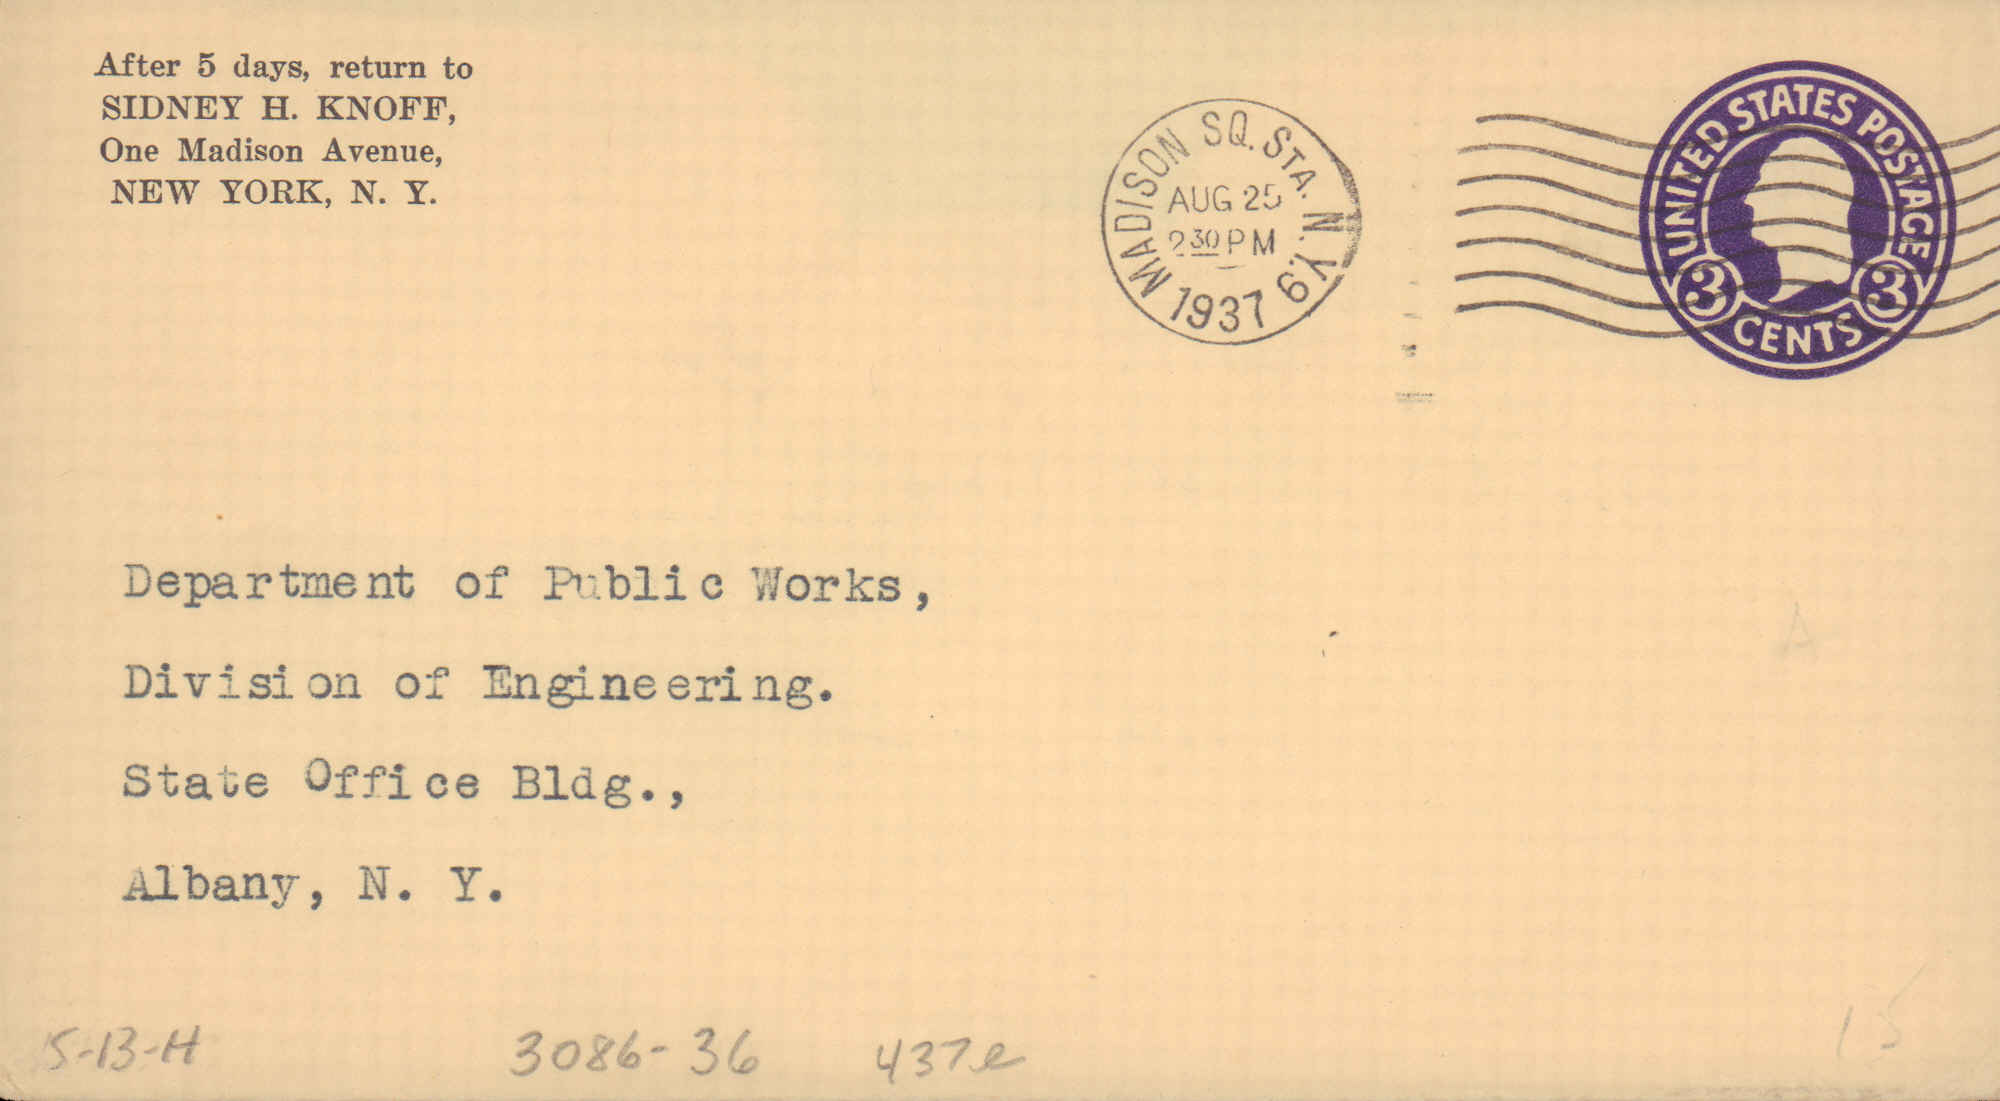 After 5 days, return to
SIDNEY H. KNOFF,
One Madison Avenue,
NEW YORK, N. Y.
MADISON SQ. STA. N.Y.
AUG 25
2 30 PM
1937
UNITED STATES POSTAGE
3 CENTS 3
Department of Public Works,
Division of Engineering.
State Office Bldg.,
Albany, N. Y.
A
5-13-H 3086-36 437e 15